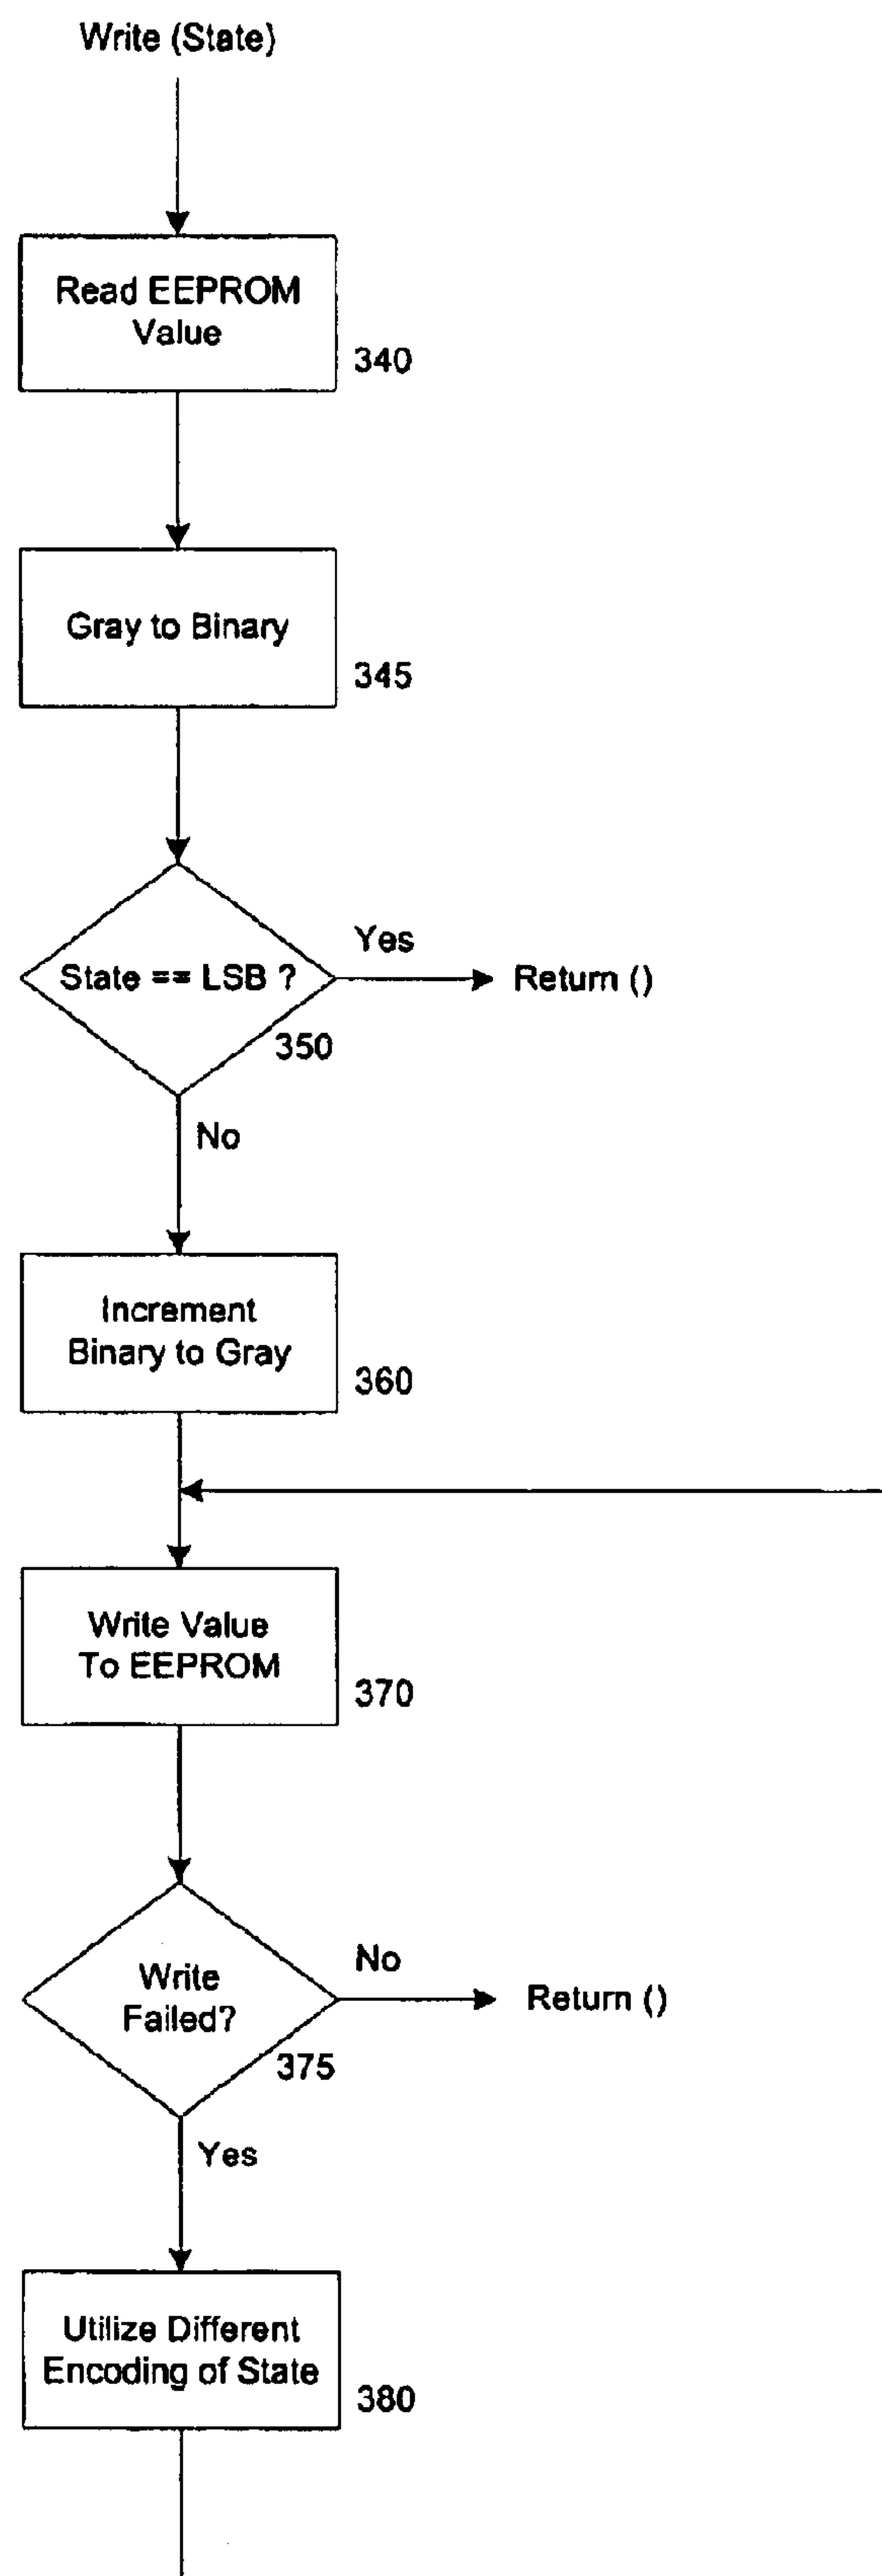 Write (State)
Read EEPROM
Value
340
Gray to Binary
345
State == LSB ?
Yes
Return ()
350
No
Increment
Binary to Gray
360
Write Value
To EEPROM
370
Write
Failed?
No
Return ()
375
Yes
Utilize Different
Encoding of State
380